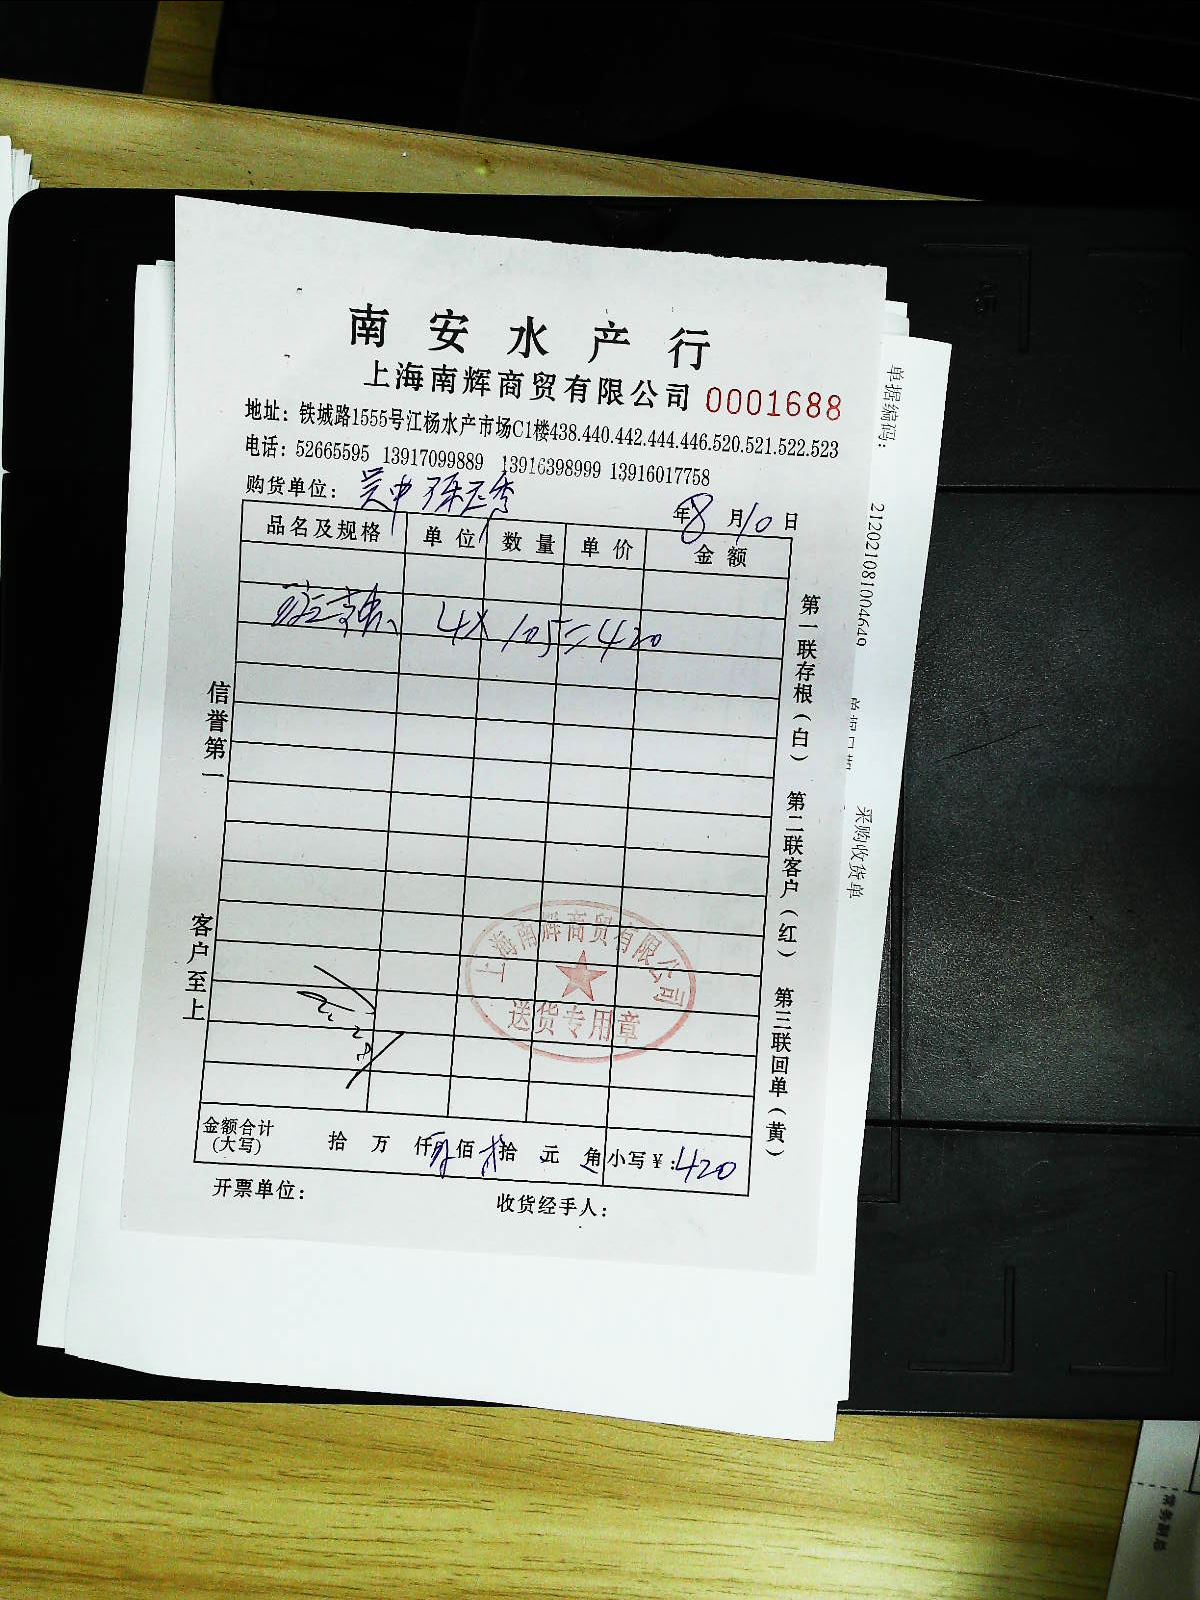 南安水产行
上海南辉商贸有限公司 0001688
地址：铁城路1555号江杨水产市场C1楼438.440.442.444.446.520.521.522.523
电话：52665595 13917099889 13916398999 13916017758
购货单位：吴中
年8月10日
品名及规格 单位 数量 单价 金额
4X105=420
信誉第一
客户至上
第一联存根（白） 第二联客户（红） 第三联回单（黄）
上海南辉商贸有限公司
送货专用章
金额合计（大写） 拾 万 仟 佰 拾 元 角 小写￥：420
开票单位： 收货经手人：
单据编码： 212021081004649
采购收货单